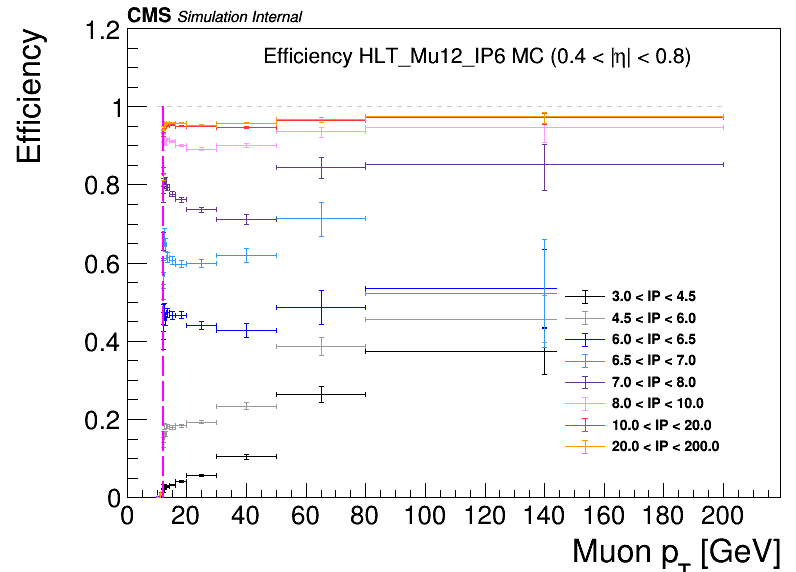 CMS Simulation Internal
Efficiency HLT_Mu12_IP6 MC (0.4 < |η| < 0.8)
Efficiency
1.2
1
0.8
0.6
0.4
0.2
0
3.0 < IP < 4.5
4.5 < IP < 6.0
6.0 < IP < 6.5
6.5 < IP < 7.0
7.0 < IP < 8.0
8.0 < IP < 10.0
10.0 < IP < 20.0
20.0 < IP < 200.0
0 20 40 60 80 100 120 140 160 180 200
Muon p_T [GeV]